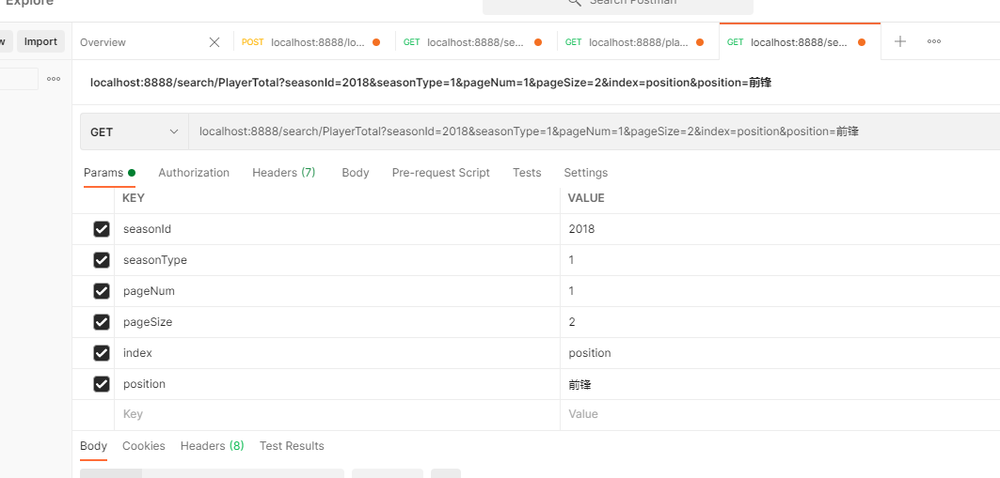 Explore
Search Postman
w Import Overview POST localhost:8888/lo... GET localhost:8888/se... GET localhost:8888/pla... GET localhost:8888/se...
localhost:8888/search/PlayerTotal?seasonId=2018&seasonType=1&pageNum=1&pageSize=2&index=position&position=前锋
GET localhost:8888/search/PlayerTotal?seasonId=2018&seasonType=1&pageNum=1&pageSize=2&index=position&position=前锋
Params Authorization Headers (7) Body Pre-request Script Tests Settings
KEY VALUE
seasonId 2018
seasonType 1
pageNum 1
pageSize 2
index position
position 前锋
Key Value
Body Cookies Headers (8) Test Results